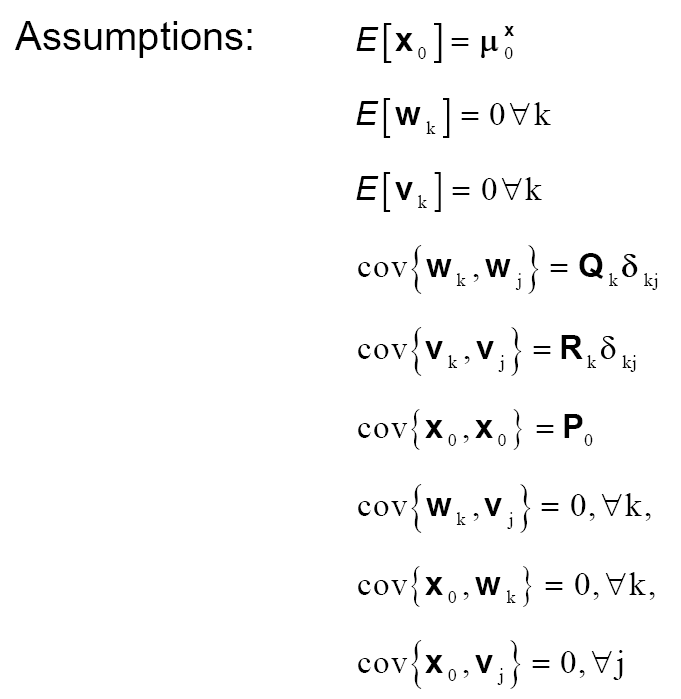 Assumptions: E[x₀] = μ₀ˣ
E[wₖ] = 0∀k
E[vₖ] = 0∀k
cov{wₖ, wⱼ} = Qₖδₖⱼ
cov{vₖ, vⱼ} = Rₖδₖⱼ
cov{x₀, x₀} = P₀
cov{wₖ, vⱼ} = 0, ∀k,
cov{x₀, wₖ} = 0, ∀k,
cov{x₀, vⱼ} = 0, ∀j